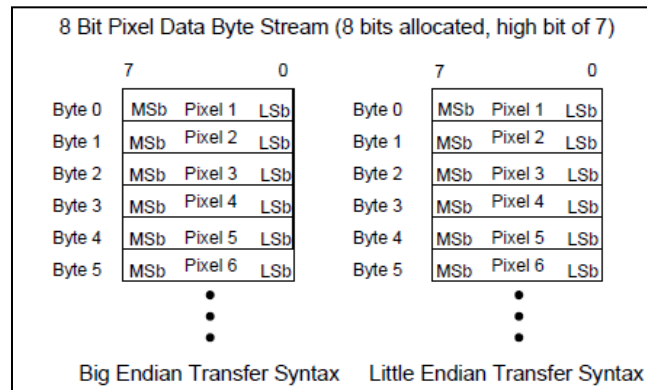 8 Bit Pixel Data Byte Stream (8 bits allocated, high bit of 7)
7 0 7 0
Byte 0 MSb Pixel 1 LSb Byte 0 MSb Pixel 1 LSb
Byte 1 MSb Pixel 2 LSb Byte 1 MSb Pixel 2 LSb
Byte 2 MSb Pixel 3 LSb Byte 2 MSb Pixel 3 LSb
Byte 3 MSb Pixel 4 LSb Byte 3 MSb Pixel 4 LSb
Byte 4 MSb Pixel 5 LSb Byte 4 MSb Pixel 5 LSb
Byte 5 MSb Pixel 6 LSb Byte 5 MSb Pixel 6 LSb
Big Endian Transfer Syntax Little Endian Transfer Syntax